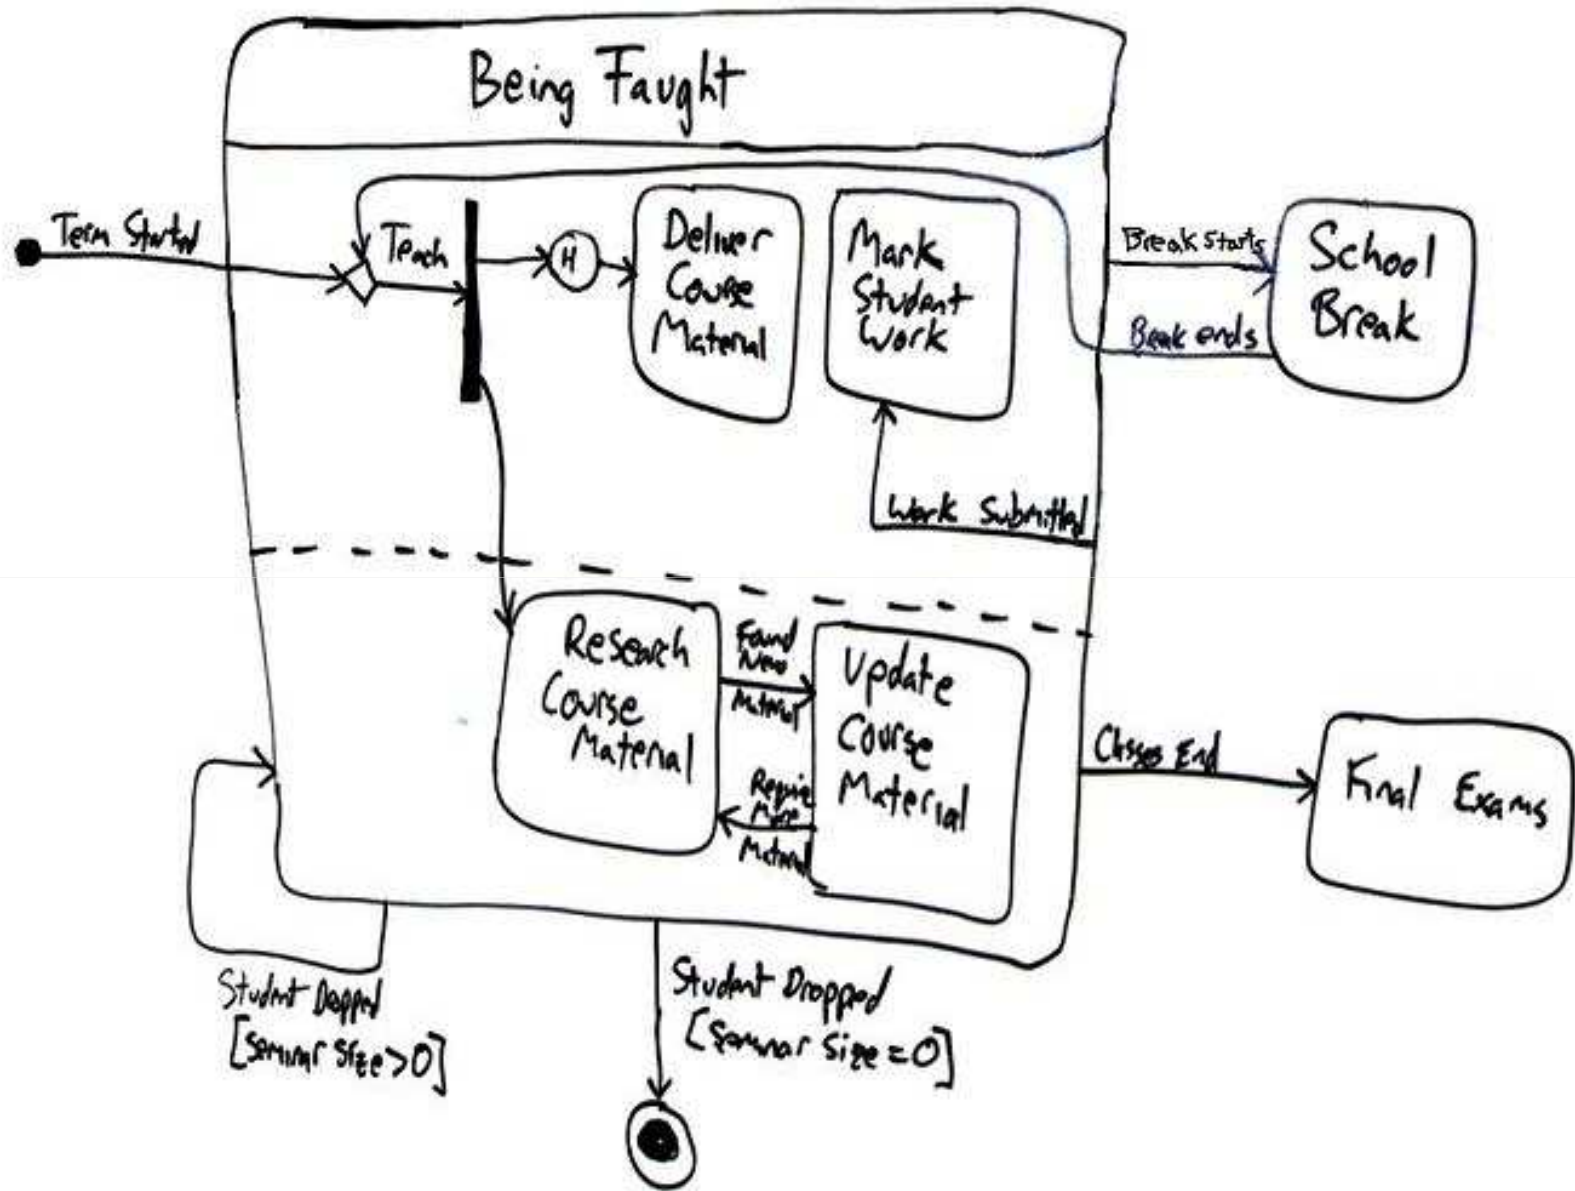 Being Taught
Term Started
Teach
H
Deliver
Course
Material
Mark
Student
Work
Break starts
School
Break
Break ends
Work Submitted
Research
Course
Material
Found
New
Material
Update
Course
Material
Require
More
Material
Classes End
Final Exams
Student Dropped
[Seminar size>0]
Student Dropped
[Seminar size=0]